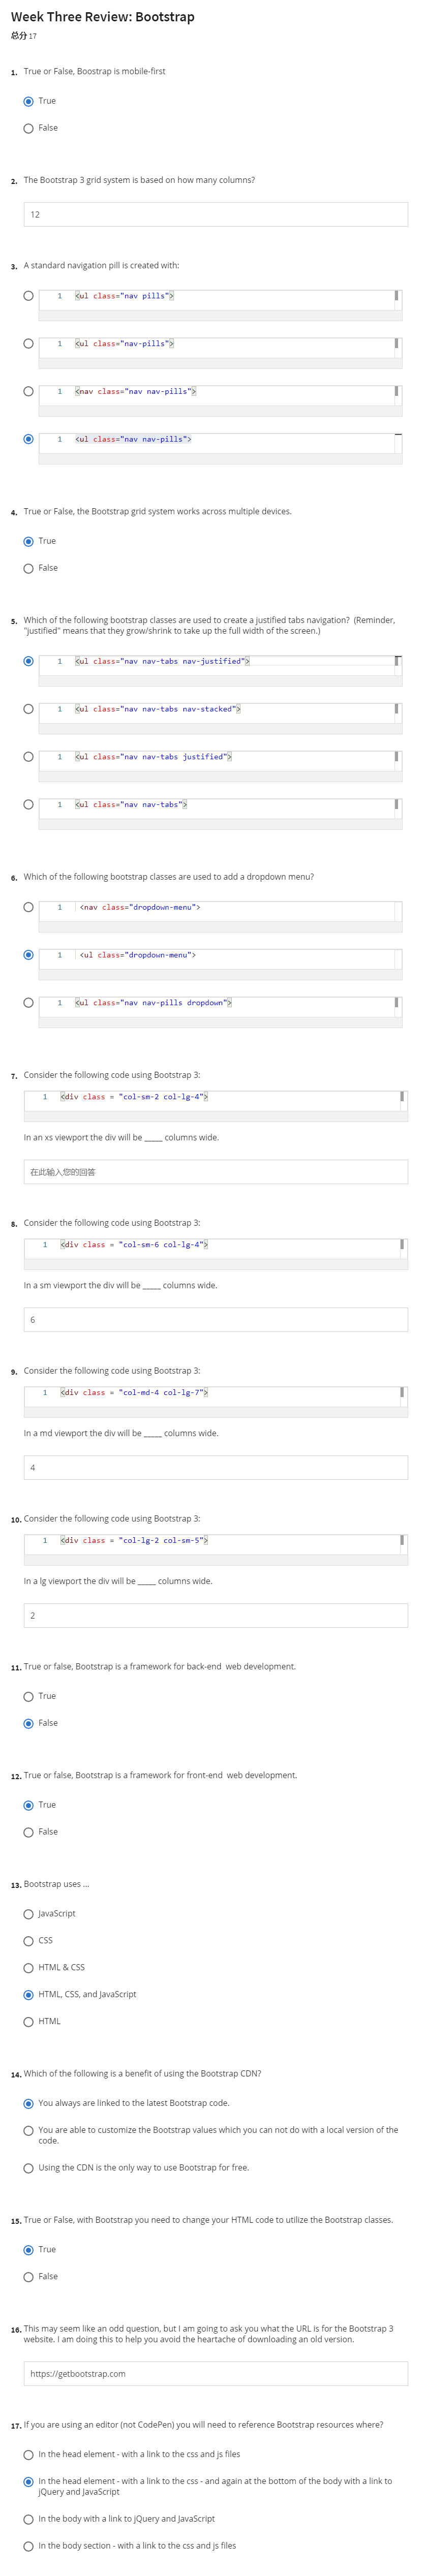 Week Three Review: Bootstrap
总分 17
1. True or False, Boostrap is mobile-first
True
False
2. The Bootstrap 3 grid system is based on how many columns?
12
3. A standard navigation pill is created with:
1 <ul class="nav pills">
1 <ul class="nav-pills">
1 <nav class="nav nav-pills">
1 <ul class="nav nav-pills">
4. True or False, the Bootstrap grid system works across multiple devices.
True
False
5. Which of the following bootstrap classes are used to create a justified tabs navigation? (Reminder,
"justified" means that they grow/shrink to take up the full width of the screen.)
1 <ul class="nav nav-tabs nav-justified">
1 <ul class="nav nav-tabs nav-stacked">
1 <ul class="nav nav-tabs justified">
1 <ul class="nav nav-tabs">
6. Which of the following bootstrap classes are used to add a dropdown menu?
1 <nav class="dropdown-menu">
1 <ul class="dropdown-menu">
1 <ul class="nav nav-pills dropdown">
7. Consider the following code using Bootstrap 3:
1 <div class = "col-sm-2 col-lg-4">
In an xs viewport the div will be _____ columns wide.
在此输入您的回答
8. Consider the following code using Bootstrap 3:
1 <div class = "col-sm-6 col-lg-4">
In a sm viewport the div will be _____ columns wide.
6
9. Consider the following code using Bootstrap 3:
1 <div class = "col-md-4 col-lg-7">
In a md viewport the div will be _____ columns wide.
4
10. Consider the following code using Bootstrap 3:
1 <div class = "col-lg-2 col-sm-5">
In a lg viewport the div will be _____ columns wide.
2
11. True or false, Bootstrap is a framework for back-end web development.
True
False
12. True or false, Bootstrap is a framework for front-end web development.
True
False
13. Bootstrap uses ...
JavaScript
CSS
HTML & CSS
HTML, CSS, and JavaScript
HTML
14. Which of the following is a benefit of using the Bootstrap CDN?
You always are linked to the latest Bootstrap code.
You are able to customize the Bootstrap values which you can not do with a local version of the
code.
Using the CDN is the only way to use Bootstrap for free.
15. True or False, with Bootstrap you need to change your HTML code to utilize the Bootstrap classes.
True
False
16. This may seem like an odd question, but I am going to ask you what the URL is for the Bootstrap 3
website. I am doing this to help you avoid the heartache of downloading an old version.
https://getbootstrap.com
17. If you are using an editor (not CodePen) you will need to reference Bootstrap resources where?
In the head element - with a link to the css and js files
In the head element - with a link to the css - and again at the bottom of the body with a link to
jQuery and JavaScript
In the body with a link to jQuery and JavaScript
In the body section - with a link to the css and js files